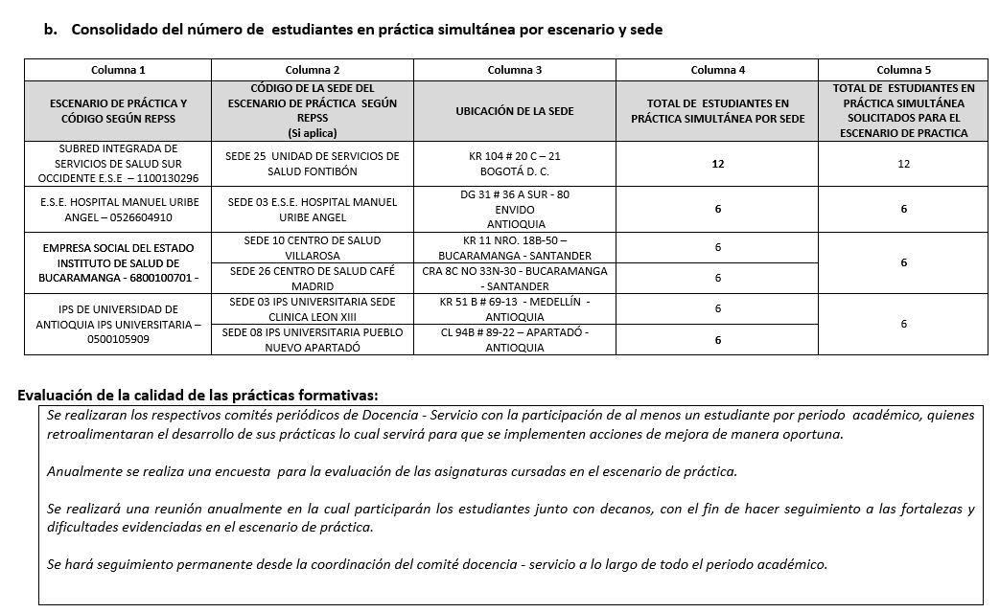 b. Consolidado del número de estudiantes en práctica simultánea por escenario y sede
Columna 1
Columna 2
Columna 3
Columna 4
Columna 5
ESCENARIO DE PRÁCTICA Y
CÓDIGO SEGÚN REPSS
CÓDIGO DE LA SEDE DEL
ESCENARIO DE PRÁCTICA SEGÚN
REPSS
(Si aplica)
UBICACIÓN DE LA SEDE
TOTAL DE ESTUDIANTES EN
PRÁCTICA SIMULTÁNEA POR SEDE
TOTAL DE ESTUDIANTES EN
PRÁCTICA SIMULTÁNEA
SOLICITADOS PARA EL
ESCENARIO DE PRACTICA
SUBRED INTEGRADA DE
SERVICIOS DE SALUD SUR
OCCIDENTE E.S.E – 1100130296
SEDE 25 UNIDAD DE SERVICIOS DE
SALUD FONTIBÓN
KR 104 # 20 C – 21
BOGOTÁ D. C.
12
12
E.S.E. HOSPITAL MANUEL URIBE
ANGEL – 0526604910
SEDE 03 E.S.E. HOSPITAL MANUEL
URIBE ANGEL
DG 31 # 36 A SUR - 80
ENVIDO
ANTIOQUIA
6
6
EMPRESA SOCIAL DEL ESTADO
INSTITUTO DE SALUD DE
BUCARAMANGA - 6800100701 -
SEDE 10 CENTRO DE SALUD
VILLAROSA
KR 11 NRO. 18B-50 –
BUCARAMANGA - SANTANDER
6
6
SEDE 26 CENTRO DE SALUD CAFÉ
MADRID
CRA 8C NO 33N-30 - BUCARAMANGA
- SANTANDER
6
IPS DE UNIVERSIDAD DE
ANTIOQUIA IPS UNIVERSITARIA –
0500105909
SEDE 03 IPS UNIVERSITARIA SEDE
CLINICA LEON XIII
KR 51 B # 69-13 - MEDELLÍN -
ANTIOQUIA
6
6
SEDE 08 IPS UNIVERSITARIA PUEBLO
NUEVO APARTADÓ
CL 94B # 89-22 – APARTADÓ -
ANTIOQUIA
6
Evaluación de la calidad de las prácticas formativas:
Se realizaran los respectivos comités periódicos de Docencia - Servicio con la participación de al menos un estudiante por periodo académico, quienes
retroalimentaran el desarrollo de sus prácticas lo cual servirá para que se implementen acciones de mejora de manera oportuna.
Anualmente se realiza una encuesta para la evaluación de las asignaturas cursadas en el escenario de práctica.
Se realizará una reunión anualmente en la cual participarán los estudiantes junto con decanos, con el fin de hacer seguimiento a las fortalezas y
dificultades evidenciadas en el escenario de práctica.
Se hará seguimiento permanente desde la coordinación del comité docencia - servicio a lo largo de todo el periodo académico.